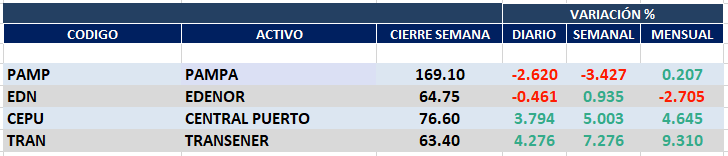 VARIACIÓN %
CODIGO ACTIVO CIERRE SEMANA DIARIO SEMANAL MENSUAL
PAMP PAMPA 169.10 -2.620 -3.427 0.207
EDN EDENOR 64.75 -0.461 0.935 -2.705
CEPU CENTRAL PUERTO 76.60 3.794 5.003 4.645
TRAN TRANSENER 63.40 4.276 7.276 9.310